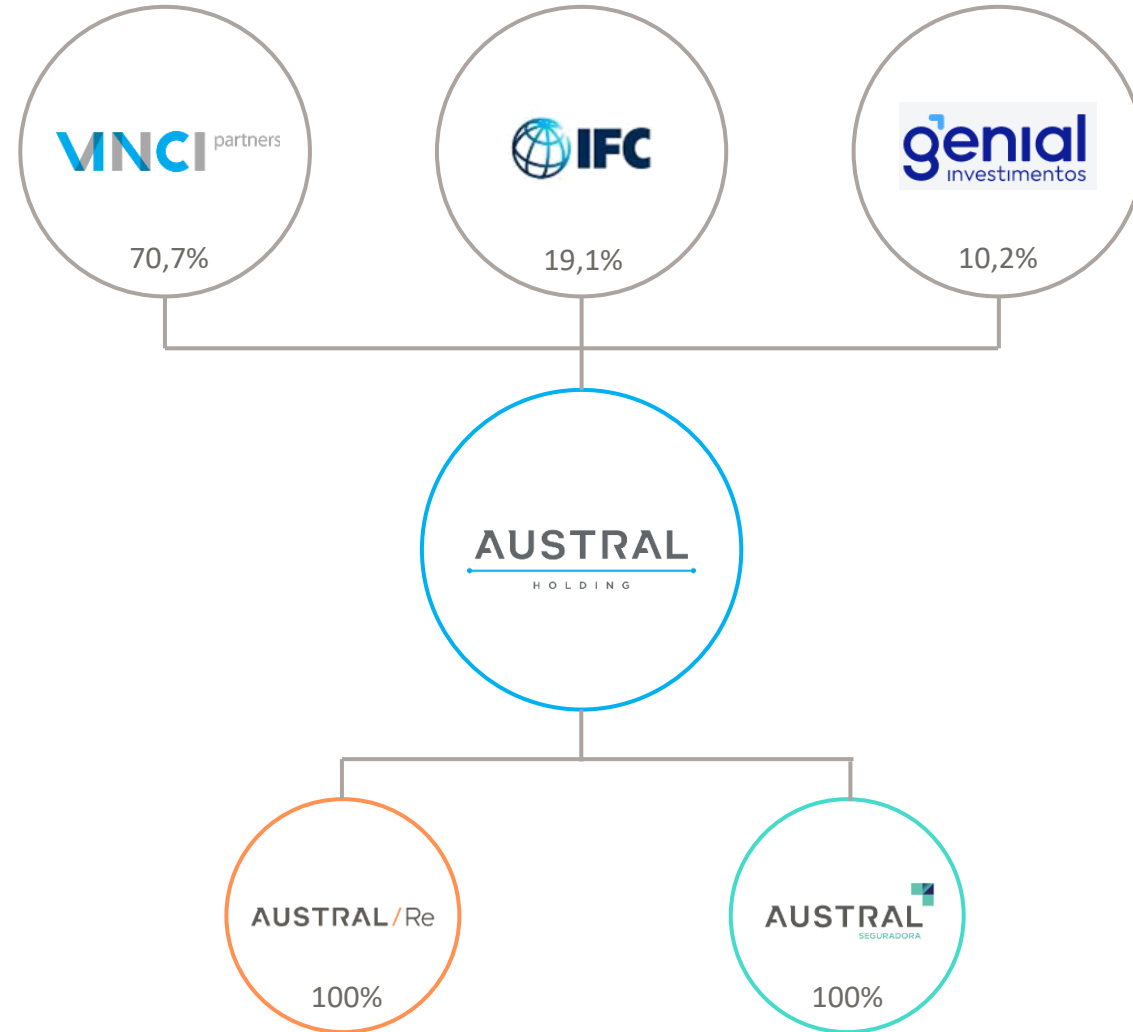 VINCI partners
IFC
genial
investimentos
70,7%
19,1%
10,2%
AUSTRAL
HOLDING
AUSTRAL/Re
AUSTRAL
SEGURADORA
100%
100%